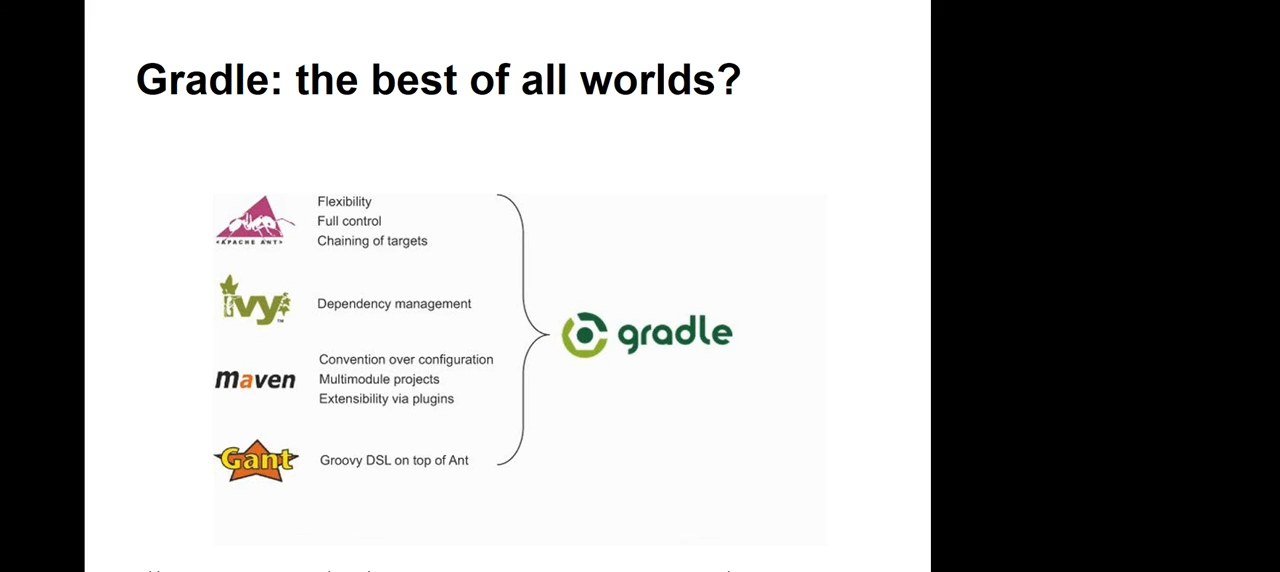 Gradle: the best of all worlds?
Flexibility
Full control
Chaining of targets
<APACHE ANT>
ivy
TM
Dependency management
Convention over configuration
maven
Multimodule projects
Extensibility via plugins
Gant
Groovy DSL on top of Ant
gradle